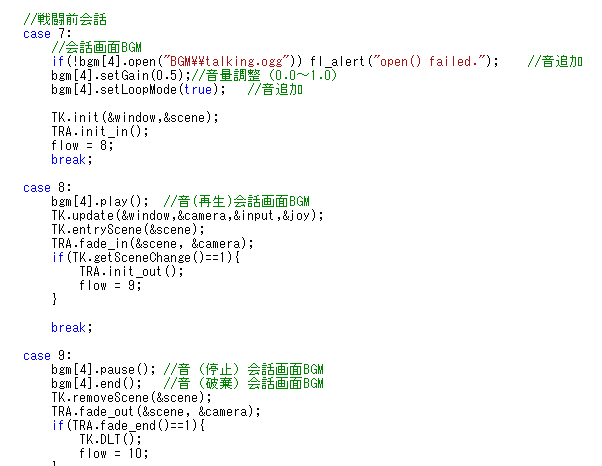 //戦闘前会話
case 7:
//会話画面BGM
if(!bgm[4].open("BGM¥¥talking.ogg")) fl_alert("open() failed."); //音追加
bgm[4].setGain(0.5);//音量調整（0.0～1.0）
bgm[4].setLoopMode(true); //音追加
TK.init(&window,&scene);
TRA.init_in();
flow = 8;
break;
case 8:
bgm[4].play(); //音(再生)会話画面BGM
TK.update(&window,&camera,&input,&joy);
TK.entryScene(&scene);
TRA.fade_in(&scene, &camera);
if(TK.getSceneChange()==1){
TRA.init_out();
flow = 9;
}
break;
case 9:
bgm[4].pause(); //音（停止）会話画面BGM
bgm[4].end(); //音（破棄）会話画面BGM
TK.removeScene(&scene);
TRA.fade_out(&scene, &camera);
if(TRA.fade_end()==1){
TK.DLT();
flow = 10;